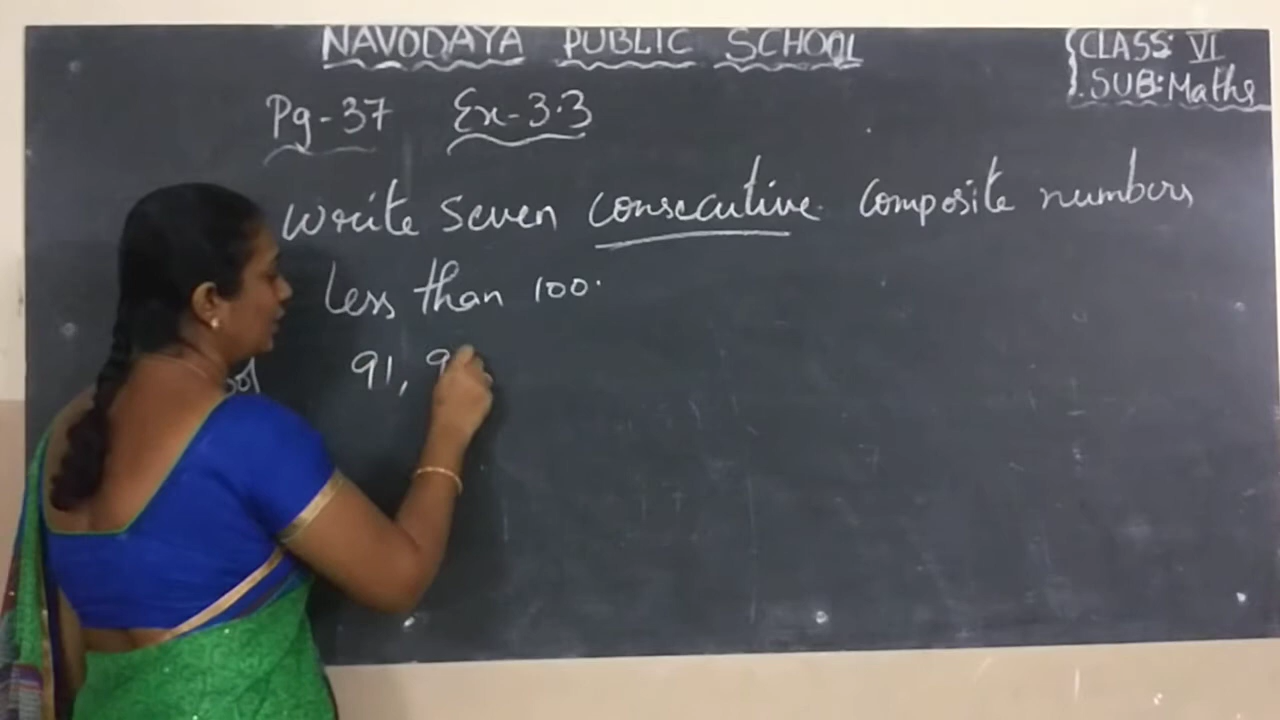 NAVODAYA PUBLIC SCHOOL
CLASS: VI
SUB: Maths
Pg-37 Ex-3.3
Write Seven consecutive Composite numbers
less than 100.
91, 9